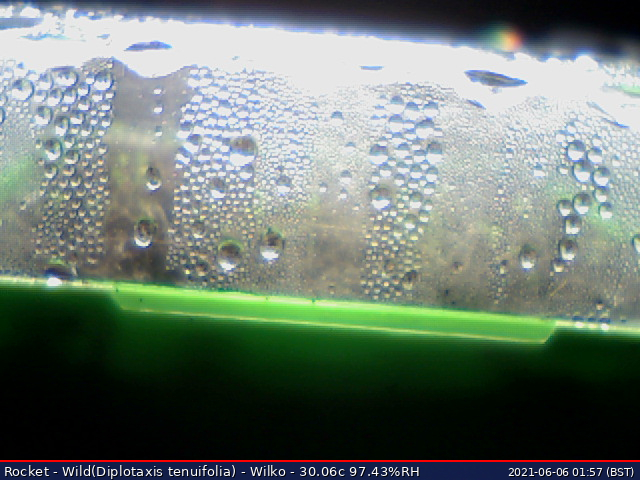 Rocket - Wild(Diplotaxis tenuifolia) - Wilko - 30.06c 97.43%RH
2021-06-06 01:57 (BST)